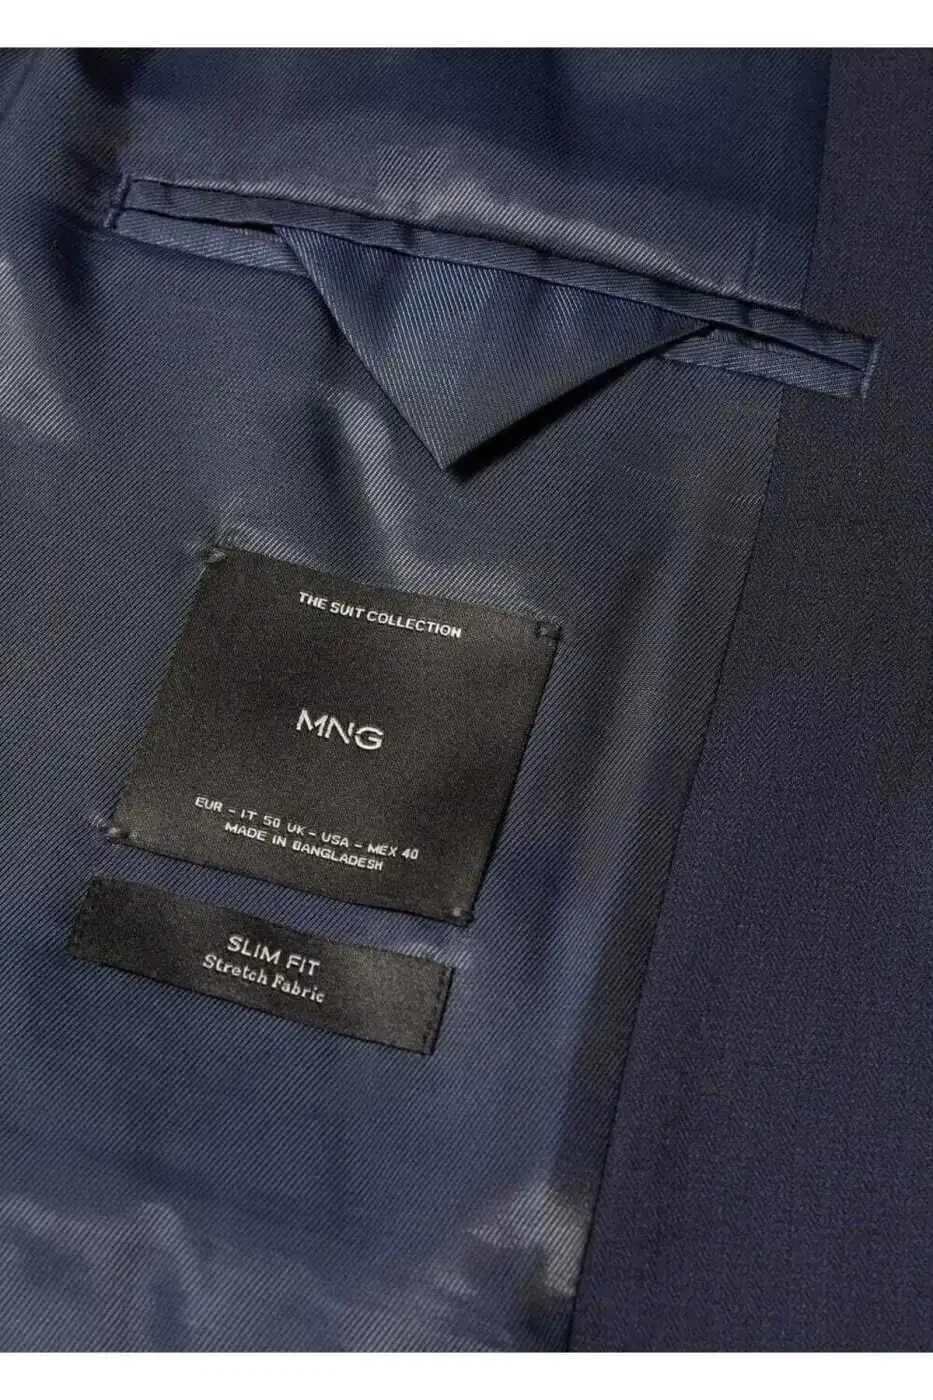 THE SUIT COLLECTION
MNG
EUR - IT 50 UK - USA - MEX 40
MADE IN BANGLADESH
SLIM FIT
Stretch Fabric